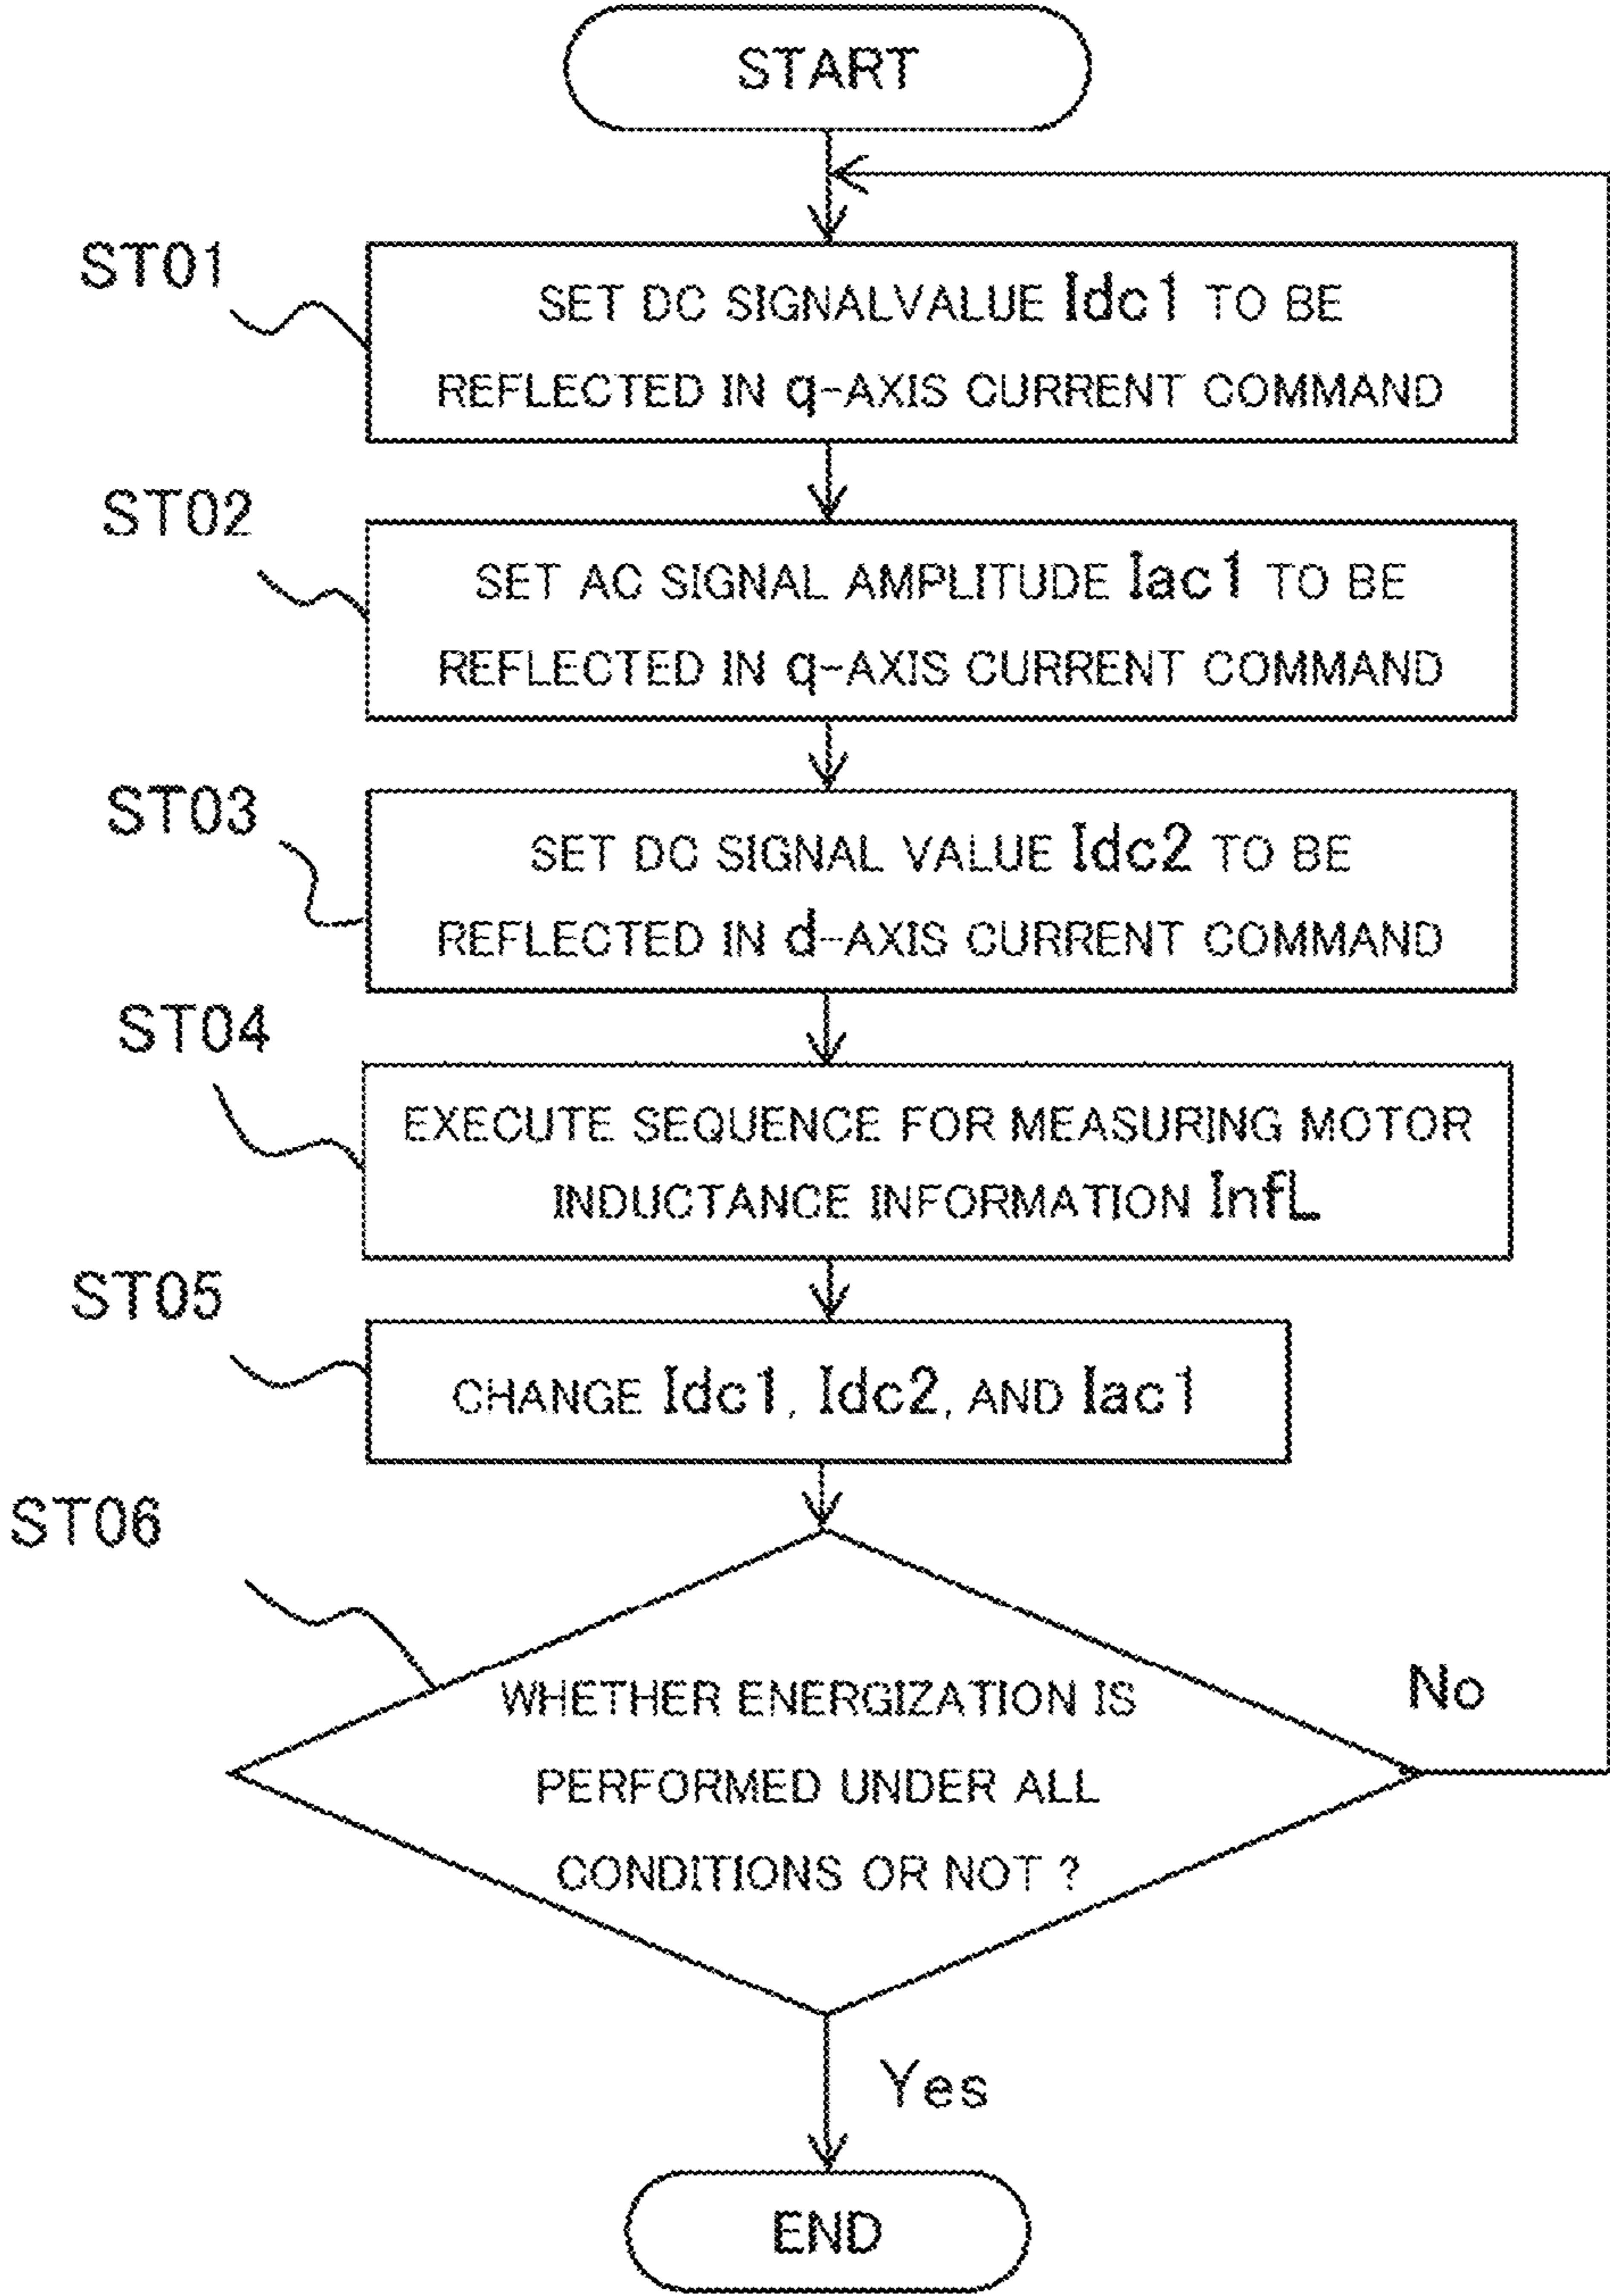 START
ST01
SET DC SIGNALVALUE Idc1 TO BE
REFLECTED IN q-AXIS CURRENT COMMAND
ST02
SET AC SIGNAL AMPLITUDE Iac1 TO BE
REFLECTED IN q-AXIS CURRENT COMMAND
ST03
SET DC SIGNAL VALUE Idc2 TO BE
REFLECTED IN d-AXIS CURRENT COMMAND
ST04
EXECUTE SEQUENCE FOR MEASURING MOTOR
INDUCTANCE INFORMATION InfL
ST05
CHANGE Idc1, Idc2, AND Iac1
ST06
WHETHER ENERGIZATION IS
PERFORMED UNDER ALL
CONDITIONS OR NOT ?
No
Yes
END